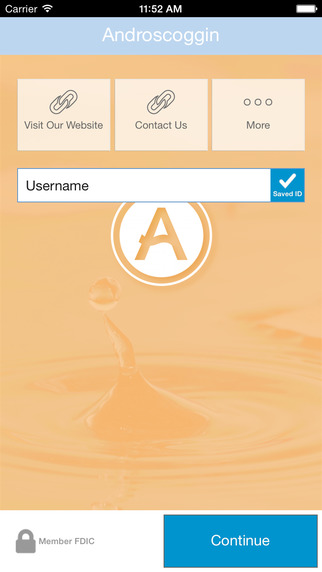 Carrier 11:52 AM
Androscoggin
Visit Our Website Contact Us More
Username Saved ID
A
Member FDIC Continue